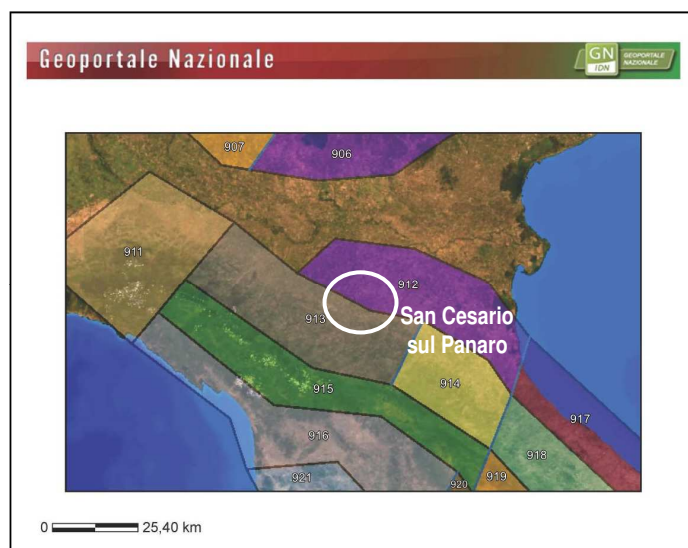 Geoportale Nazionale
GN
IDN
GEOPORTALE
NAZIONALE
907
906
911
912
913
San Cesario
sul Panaro
914
915
917
916
918
921
920
919
0 25,40 km